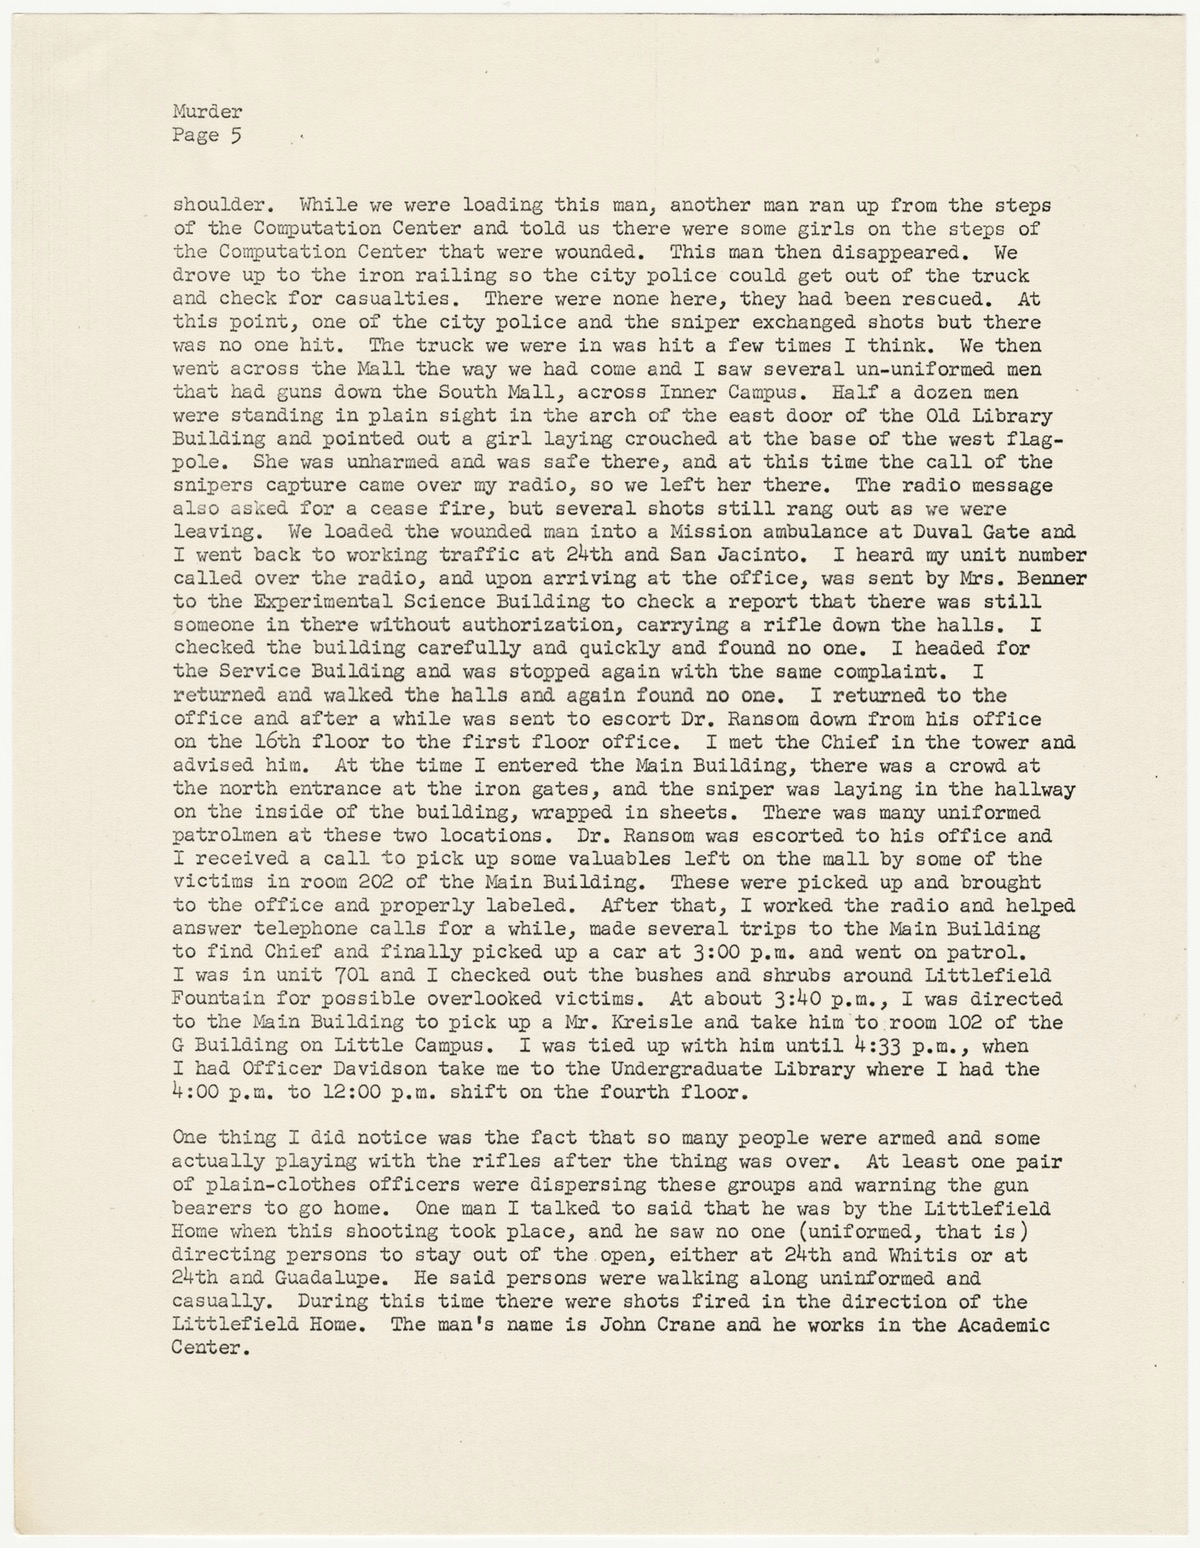 Murder
Page 5
shoulder.  While we were loading this man, another man ran up from the steps
of the Computation Center and told us there were some girls on the steps of
the Computation Center that were wounded.  This man then disappeared.  We
drove up to the iron railing so the city police could get out of the truck
and check for casualties.  There were none here, they had been rescued.  At
this point, one of the city police and the sniper exchanged shots but there
was no one hit.  The truck we were in was hit a few times I think.  We then
went across the Mall the way we had come and I saw several un-uniformed men
that had guns down the South Mall, across Inner Campus.  Half a dozen men
were standing in plain sight in the arch of the east door of the Old Library
Building and pointed out a girl laying crouched at the base of the west flag-
pole.  She was unharmed and was safe there, and at this time the call of the
snipers capture came over my radio, so we left her there.  The radio message
also asked for a cease fire, but several shots still rang out as we were
leaving.  We loaded the wounded man into a Mission ambulance at Duval Gate and
I went back to working traffic at 24th and San Jacinto.  I heard my unit number
called over the radio, and upon arriving at the office, was sent by Mrs. Benner
to the Experimental Science Building to check a report that there was still
someone in there without authorization, carrying a rifle down the halls.  I
checked the building carefully and quickly and found no one.  I headed for
the Service Building and was stopped again with the same complaint.  I
returned and walked the halls and again found no one.  I returned to the
office and after a while was sent to escort Dr. Ransom down from his office
on the 16th floor to the first floor office.  I met the Chief in the tower and
advised him.  At the time I entered the Main Building, there was a crowd at
the north entrance at the iron gates, and the sniper was laying in the hallway
on the inside of the building, wrapped in sheets.  There was many uniformed
patrolmen at these two locations.  Dr. Ransom was escorted to his office and
I received a call to pick up some valuables left on the mall by some of the
victims in room 202 of the Main Building.  These were picked up and brought
to the office and properly labeled.  After that, I worked the radio and helped
answer telephone calls for a while, made several trips to the Main Building
to find Chief and finally picked up a car at 3:00 p.m. and went on patrol.
I was in unit 701 and I checked out the bushes and shrubs around Littlefield
Fountain for possible overlooked victims.  At about 3:40 p.m., I was directed
to the Main Building to pick up a Mr. Kreisle and take him to room 102 of the
G Building on Little Campus.  I was tied up with him until 4:33 p.m., when
I had Officer Davidson take me to the Undergraduate Library where I had the
4:00 p.m. to 12:00 p.m. shift on the fourth floor.
One thing I did notice was the fact that so many people were armed and some
actually playing with the rifles after the thing was over.  At least one pair
of plain-clothes officers were dispersing these groups and warning the gun
bearers to go home.  One man I talked to said that he was by the Littlefield
Home when this shooting took place, and he saw no one (uniformed, that is)
directing persons to stay out of the open, either at 24th and Whitis or at
24th and Guadalupe.  He said persons were walking along uninformed and
casually.  During this time there were shots fired in the direction of the
Littlefield Home.  The man's name is John Crane and he works in the Academic
Center.